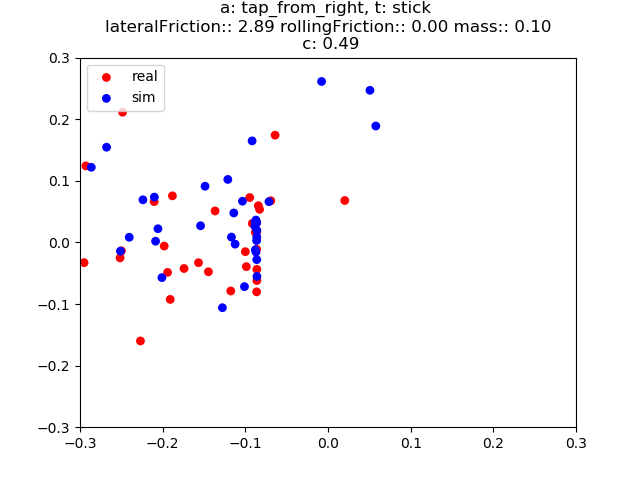 a: tap_from_right, t: stick
lateralFriction:: 2.89 rollingFriction:: 0.00 mass:: 0.10
c: 0.49
real
sim
0.3
0.2
0.1
0.0
−0.1
−0.2
−0.3
−0.3 −0.2 −0.1 0.0 0.1 0.2 0.3